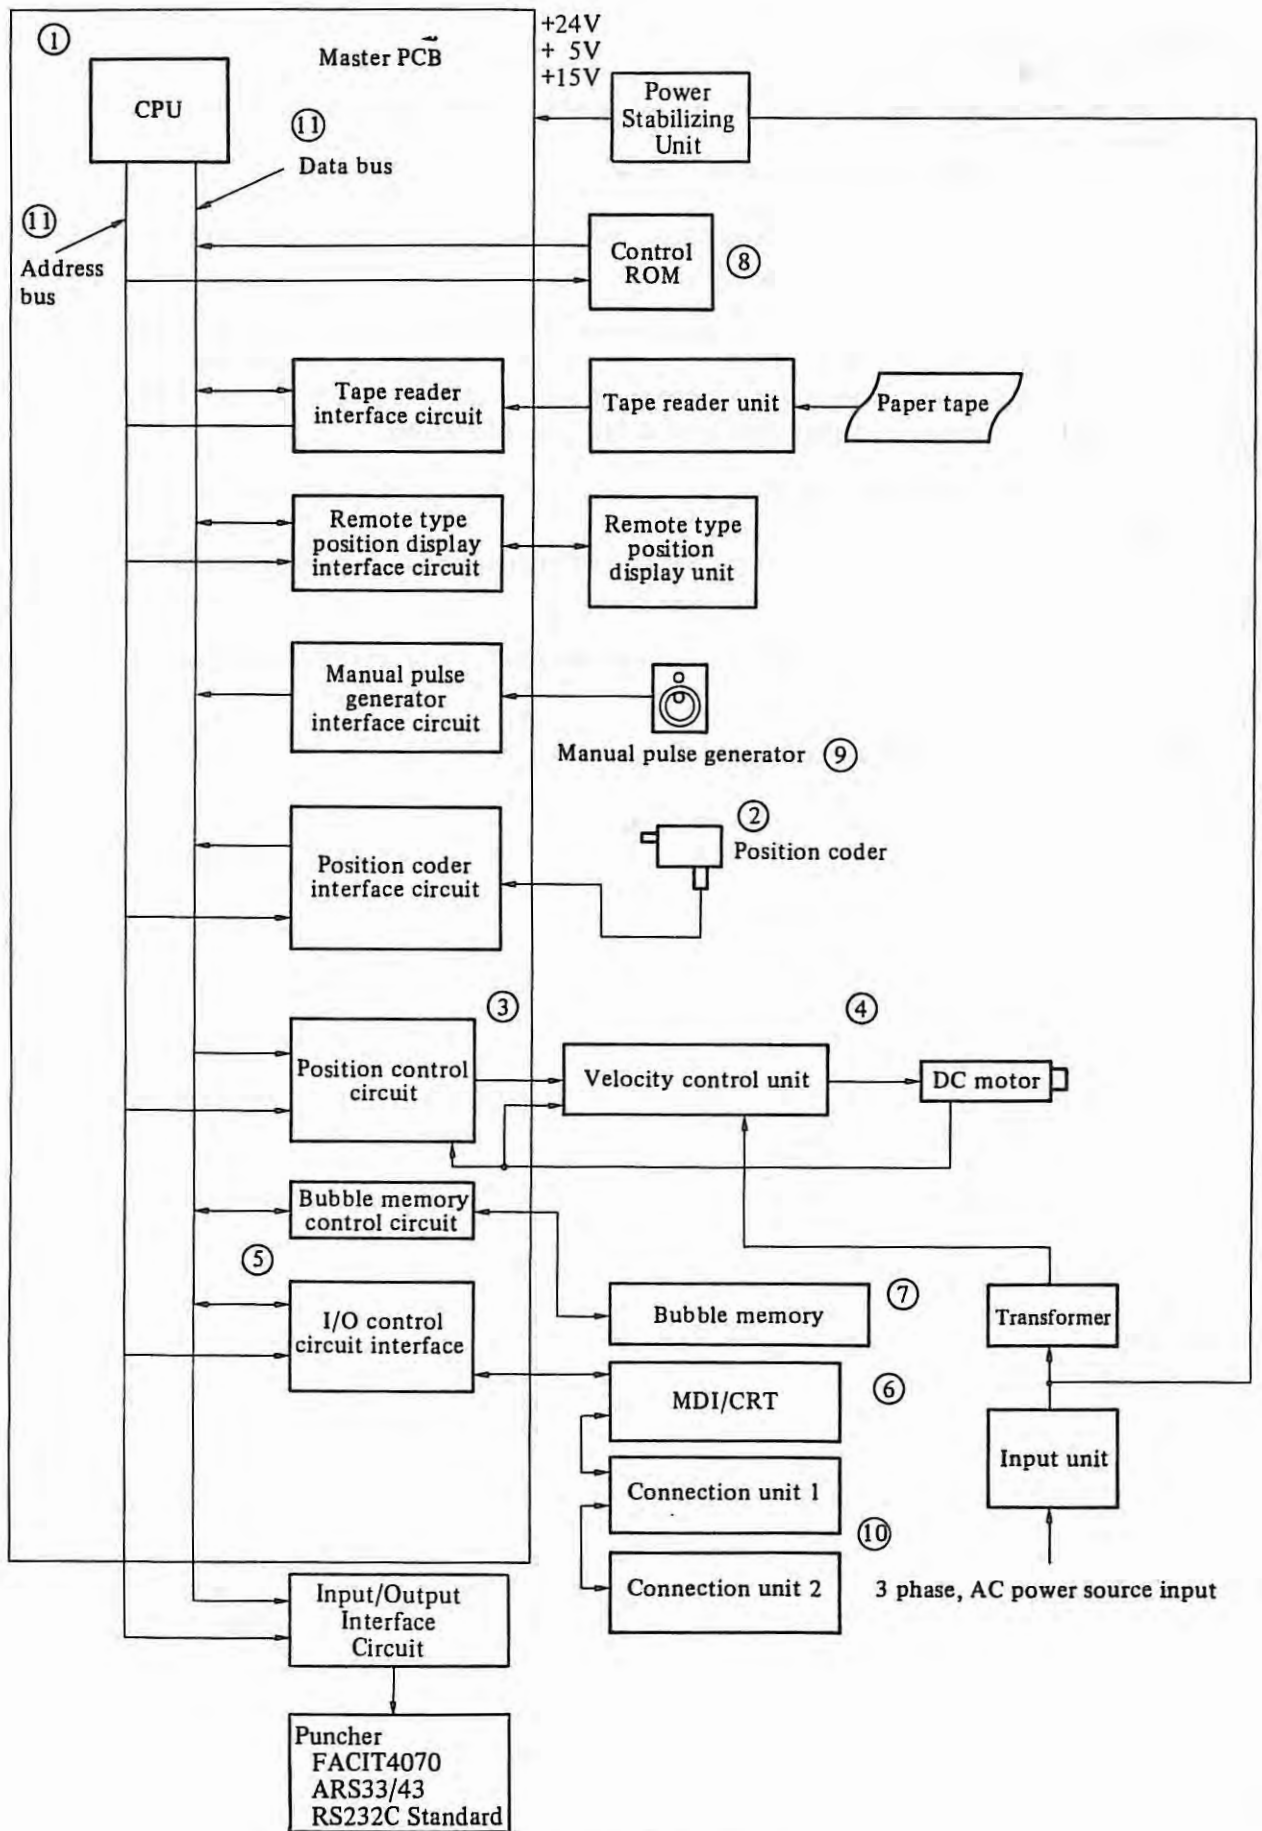 ①
Master PCB
+24V
+ 5V
+15V
CPU
Power
Stabilizing
Unit
⑪
Data bus
⑪
Address
bus
Control
ROM
⑧
Tape reader
interface circuit
Tape reader unit
Paper tape
Remote type
position display
interface circuit
Remote type
position
display unit
Manual pulse
generator
interface circuit
Manual pulse generator ⑨
②
Position coder
Position coder
interface circuit
③
④
Position control
circuit
Velocity control unit
DC motor
Bubble memory
control circuit
⑤
I/O control
circuit interface
Bubble memory
⑦
Transformer
MDI/CRT
⑥
Input unit
Connection unit 1
⑩
Connection unit 2
3 phase, AC power source input
Input/Output
Interface
Circuit
Puncher
FACIT4070
ARS33/43
RS232C Standard